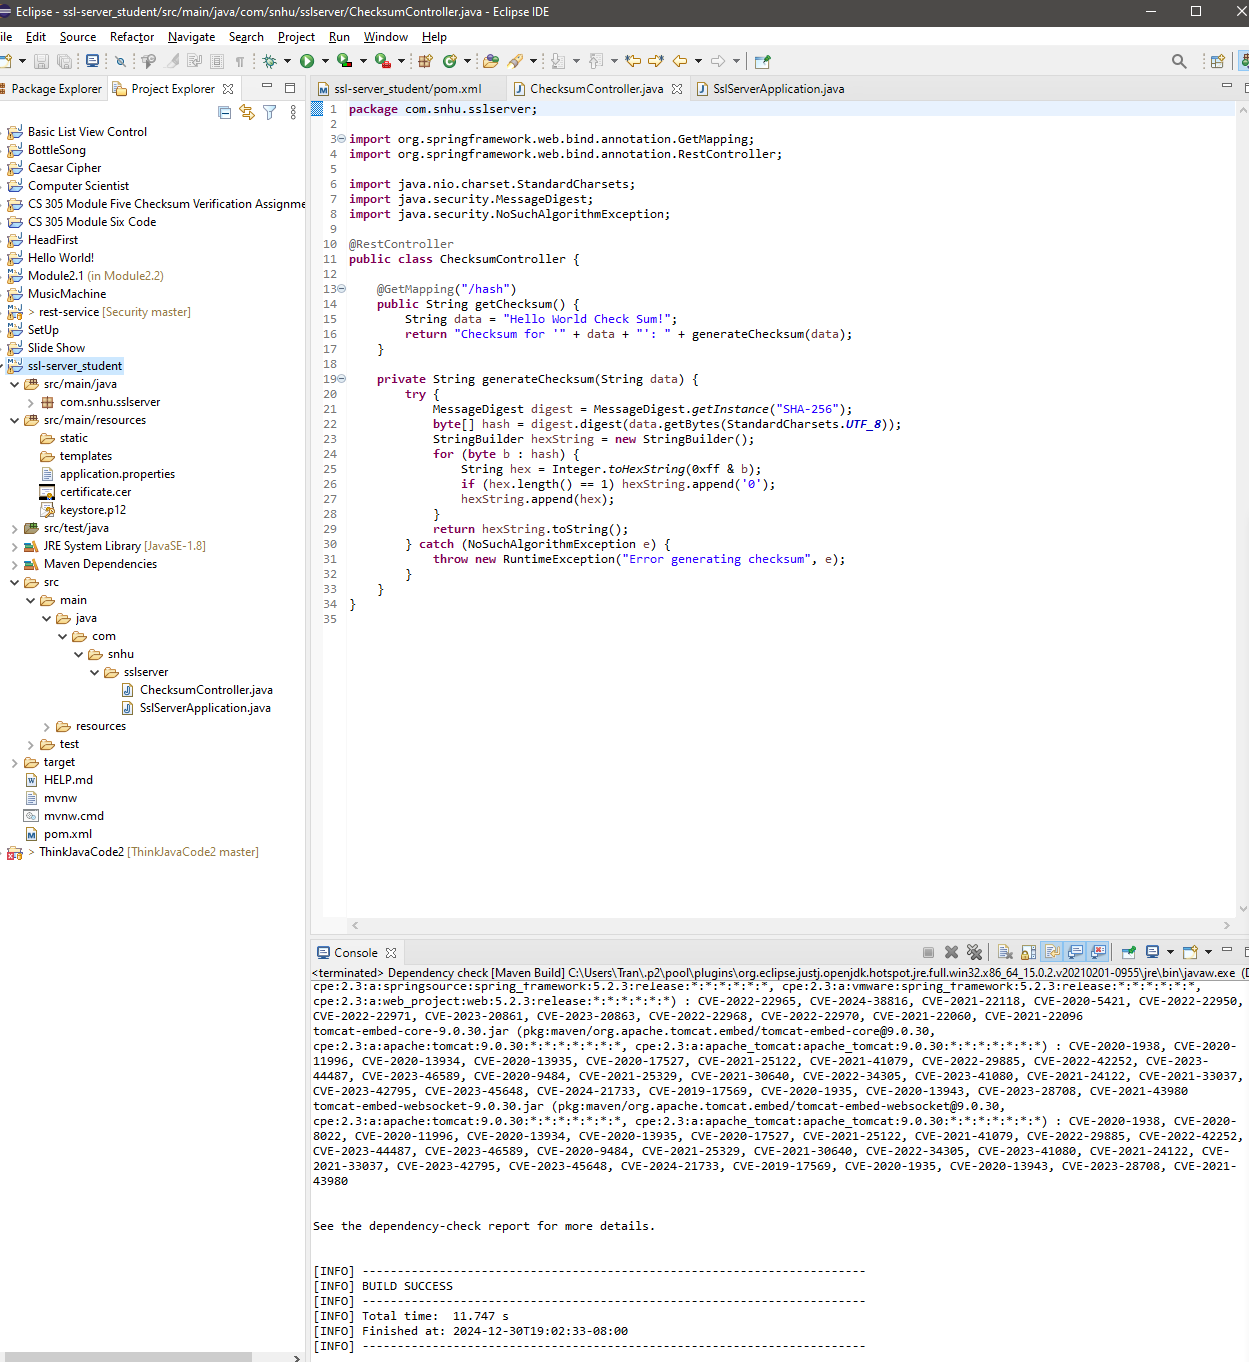 Eclipse - ssl-server_student/src/main/java/com/snhu/sslserver/ChecksumController.java - Eclipse IDE
ile Edit Source Refactor Navigate Search Project Run Window Help
Package Explorer
Project Explorer
Basic List View Control
BottleSong
Caesar Cipher
Computer Scientist
CS 305 Module Five Checksum Verification Assignme
CS 305 Module Six Code
HeadFirst
Hello World!
Module2.1 (in Module2.2)
MusicMachine
> rest-service [Security master]
SetUp
Slide Show
ssl-server_student
src/main/java
com.snhu.sslserver
src/main/resources
static
templates
application.properties
certificate.cer
keystore.p12
src/test/java
JRE System Library [JavaSE-1.8]
Maven Dependencies
src
main
java
com
snhu
sslserver
ChecksumController.java
SslServerApplication.java
resources
test
target
HELP.md
mvnw
mvnw.cmd
pom.xml
> ThinkJavaCode2 [ThinkJavaCode2 master]
ssl-server_student/pom.xml
ChecksumController.java
SslServerApplication.java
1 package com.snhu.sslserver;
2
3 import org.springframework.web.bind.annotation.GetMapping;
4 import org.springframework.web.bind.annotation.RestController;
5
6 import java.nio.charset.StandardCharsets;
7 import java.security.MessageDigest;
8 import java.security.NoSuchAlgorithmException;
9
10 @RestController
11 public class ChecksumController {
12
13 @GetMapping("/hash")
14 public String getChecksum() {
15 String data = "Hello World Check Sum!";
16 return "Checksum for '" + data + "': " + generateChecksum(data);
17 }
18
19 private String generateChecksum(String data) {
20 try {
21 MessageDigest digest = MessageDigest.getInstance("SHA-256");
22 byte[] hash = digest.digest(data.getBytes(StandardCharsets.UTF_8));
23 StringBuilder hexString = new StringBuilder();
24 for (byte b : hash) {
25 String hex = Integer.toHexString(0xff & b);
26 if (hex.length() == 1) hexString.append('0');
27 hexString.append(hex);
28 }
29 return hexString.toString();
30 } catch (NoSuchAlgorithmException e) {
31 throw new RuntimeException("Error generating checksum", e);
32 }
33 }
34 }
35
Console
<terminated> Dependency check [Maven Build] C:\Users\Tran\.p2\pool\plugins\org.eclipse.justj.openjdk.hotspot.jre.full.win32.x86_64_15.0.2.v20210201-0955\jre\bin\javaw.exe (D
cpe:2.3:a:springsource:spring_framework:5.2.3:release:*:*:*:*:*:*, cpe:2.3:a:vmware:spring_framework:5.2.3:release:*:*:*:*:*:*,
cpe:2.3:a:web_project:web:5.2.3:release:*:*:*:*:*:*) : CVE-2022-22965, CVE-2024-38816, CVE-2021-22118, CVE-2020-5421, CVE-2022-22950,
CVE-2022-22971, CVE-2023-20861, CVE-2023-20863, CVE-2022-22968, CVE-2022-22970, CVE-2021-22060, CVE-2021-22096
tomcat-embed-core-9.0.30.jar (pkg:maven/org.apache.tomcat.embed/tomcat-embed-core@9.0.30,
cpe:2.3:a:apache:tomcat:9.0.30:*:*:*:*:*:*:*, cpe:2.3:a:apache_tomcat:apache_tomcat:9.0.30:*:*:*:*:*:*:*) : CVE-2020-1938, CVE-2020-
11996, CVE-2020-13934, CVE-2020-13935, CVE-2020-17527, CVE-2021-25122, CVE-2021-41079, CVE-2022-29885, CVE-2022-42252, CVE-2023-
44487, CVE-2023-46589, CVE-2020-9484, CVE-2021-25329, CVE-2021-30640, CVE-2022-34305, CVE-2023-41080, CVE-2021-24122, CVE-2021-33037,
CVE-2023-42795, CVE-2023-45648, CVE-2024-21733, CVE-2019-17569, CVE-2020-1935, CVE-2020-13943, CVE-2023-28708, CVE-2021-43980
tomcat-embed-websocket-9.0.30.jar (pkg:maven/org.apache.tomcat.embed/tomcat-embed-websocket@9.0.30,
cpe:2.3:a:apache:tomcat:9.0.30:*:*:*:*:*:*:*, cpe:2.3:a:apache_tomcat:apache_tomcat:9.0.30:*:*:*:*:*:*:*) : CVE-2020-1938, CVE-2020-
8022, CVE-2020-11996, CVE-2020-13934, CVE-2020-13935, CVE-2020-17527, CVE-2021-25122, CVE-2021-41079, CVE-2022-29885, CVE-2022-42252,
CVE-2023-44487, CVE-2023-46589, CVE-2020-9484, CVE-2021-25329, CVE-2021-30640, CVE-2022-34305, CVE-2023-41080, CVE-2021-24122, CVE-
2021-33037, CVE-2023-42795, CVE-2023-45648, CVE-2024-21733, CVE-2019-17569, CVE-2020-1935, CVE-2020-13943, CVE-2023-28708, CVE-2021-
43980
See the dependency-check report for more details.
[INFO] ------------------------------------------------------------------------
[INFO] BUILD SUCCESS
[INFO] ------------------------------------------------------------------------
[INFO] Total time:  11.747 s
[INFO] Finished at: 2024-12-30T19:02:33-08:00
[INFO] ------------------------------------------------------------------------